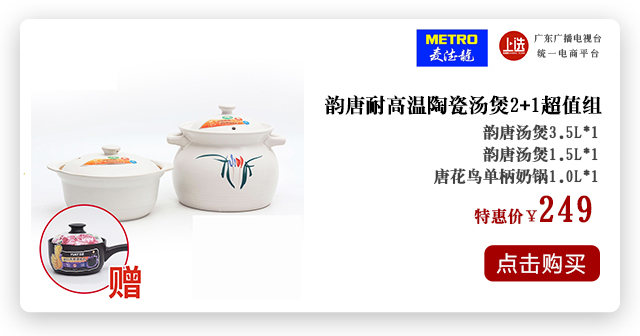 METRO
麦德龍
上选
广东广播电视台
统一电商平台
韵唐耐高温陶瓷汤煲2+1超值组
韵唐汤煲3.5L*1
韵唐汤煲1.5L*1
唐花鸟单柄奶锅1.0L*1
特惠价¥249
赠
点击购买